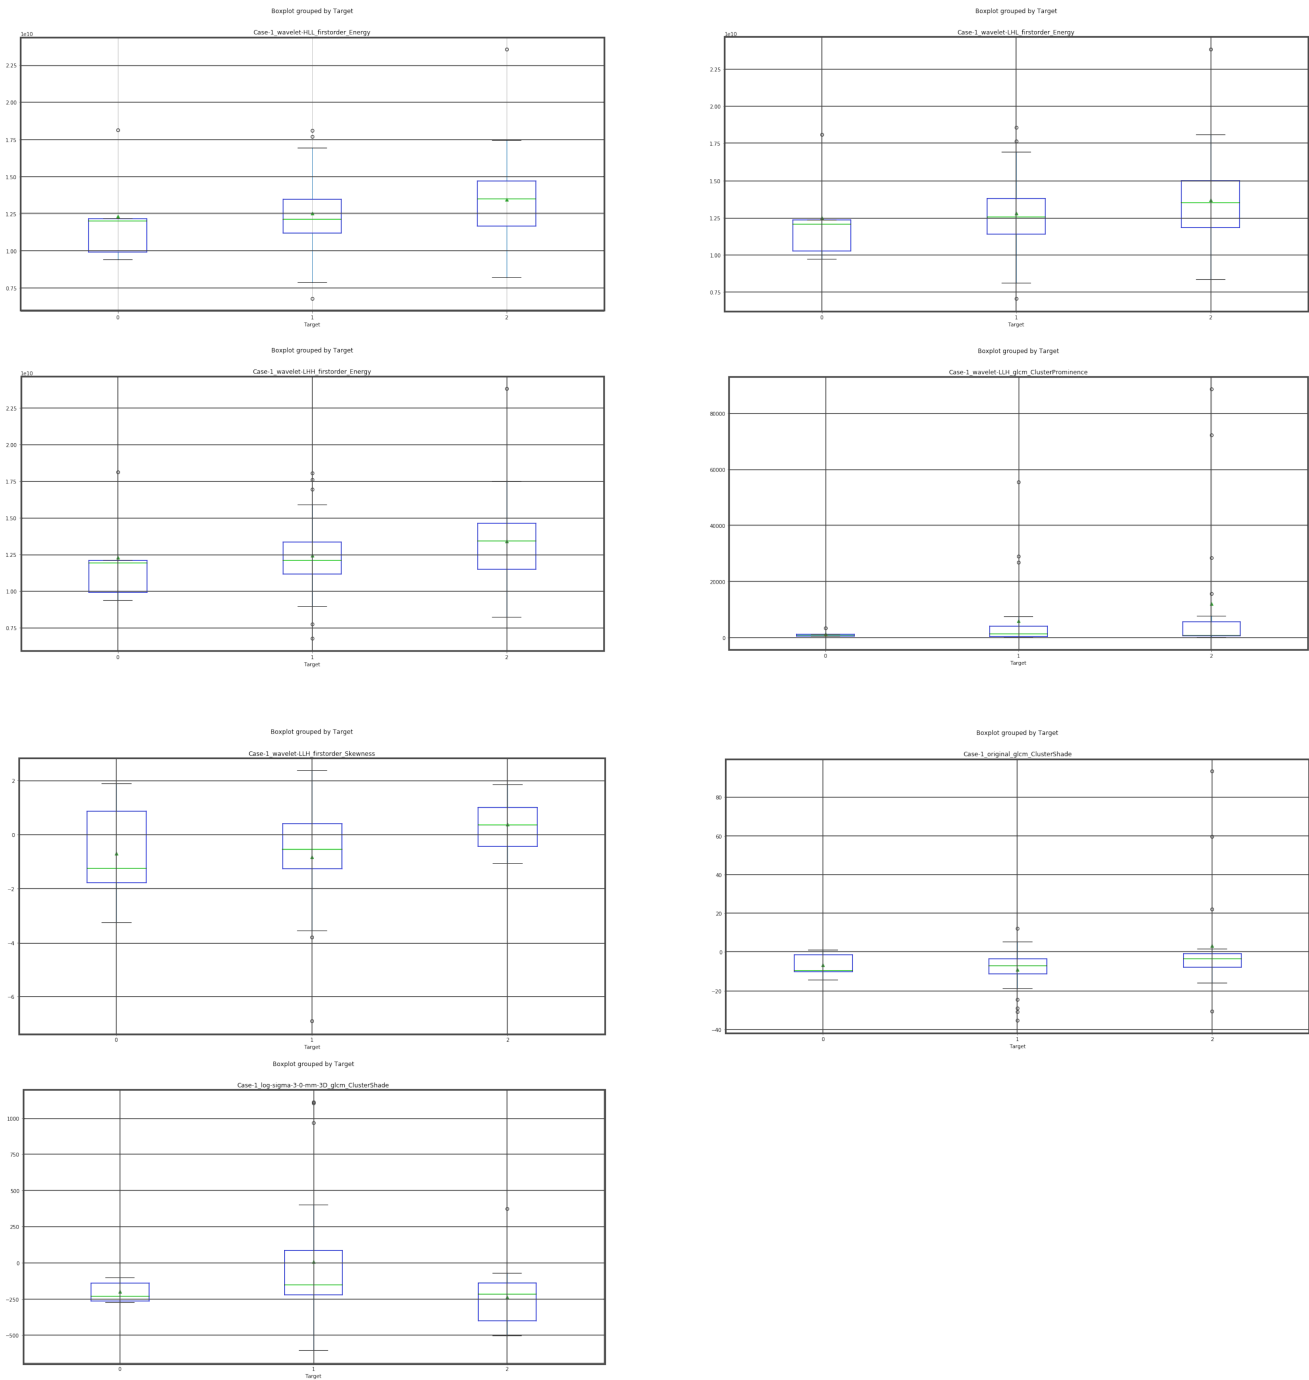 Boxplot grouped by Target
Case-1_wavelet-HLL_firstorder_Energy
1e10
2.25
2.00
1.75
1.50
1.25
1.00
0.75
0
1
2
Target
Boxplot grouped by Target
Case-1_wavelet-LHL_firstorder_Energy
1e10
2.25
2.00
1.75
1.50
1.25
1.00
0.75
0
1
2
Target
Boxplot grouped by Target
Case-1_wavelet-LHH_firstorder_Energy
1e10
2.25
2.00
1.75
1.50
1.25
1.00
0.75
0
1
2
Target
Boxplot grouped by Target
Case-1_wavelet-LLH_glcm_ClusterProminence
80000
60000
40000
20000
0
0
1
2
Target
Boxplot grouped by Target
Case-1_wavelet-LLH_firstorder_Skewness
2
0
−2
−4
−6
0
1
2
Target
Boxplot grouped by Target
Case-1_original_glcm_ClusterShade
80
60
40
20
0
−20
−40
0
1
2
Target
Boxplot grouped by Target
Case-1_log-sigma-3-0-mm-3D_glcm_ClusterShade
1000
750
500
250
0
−250
−500
0
1
2
Target